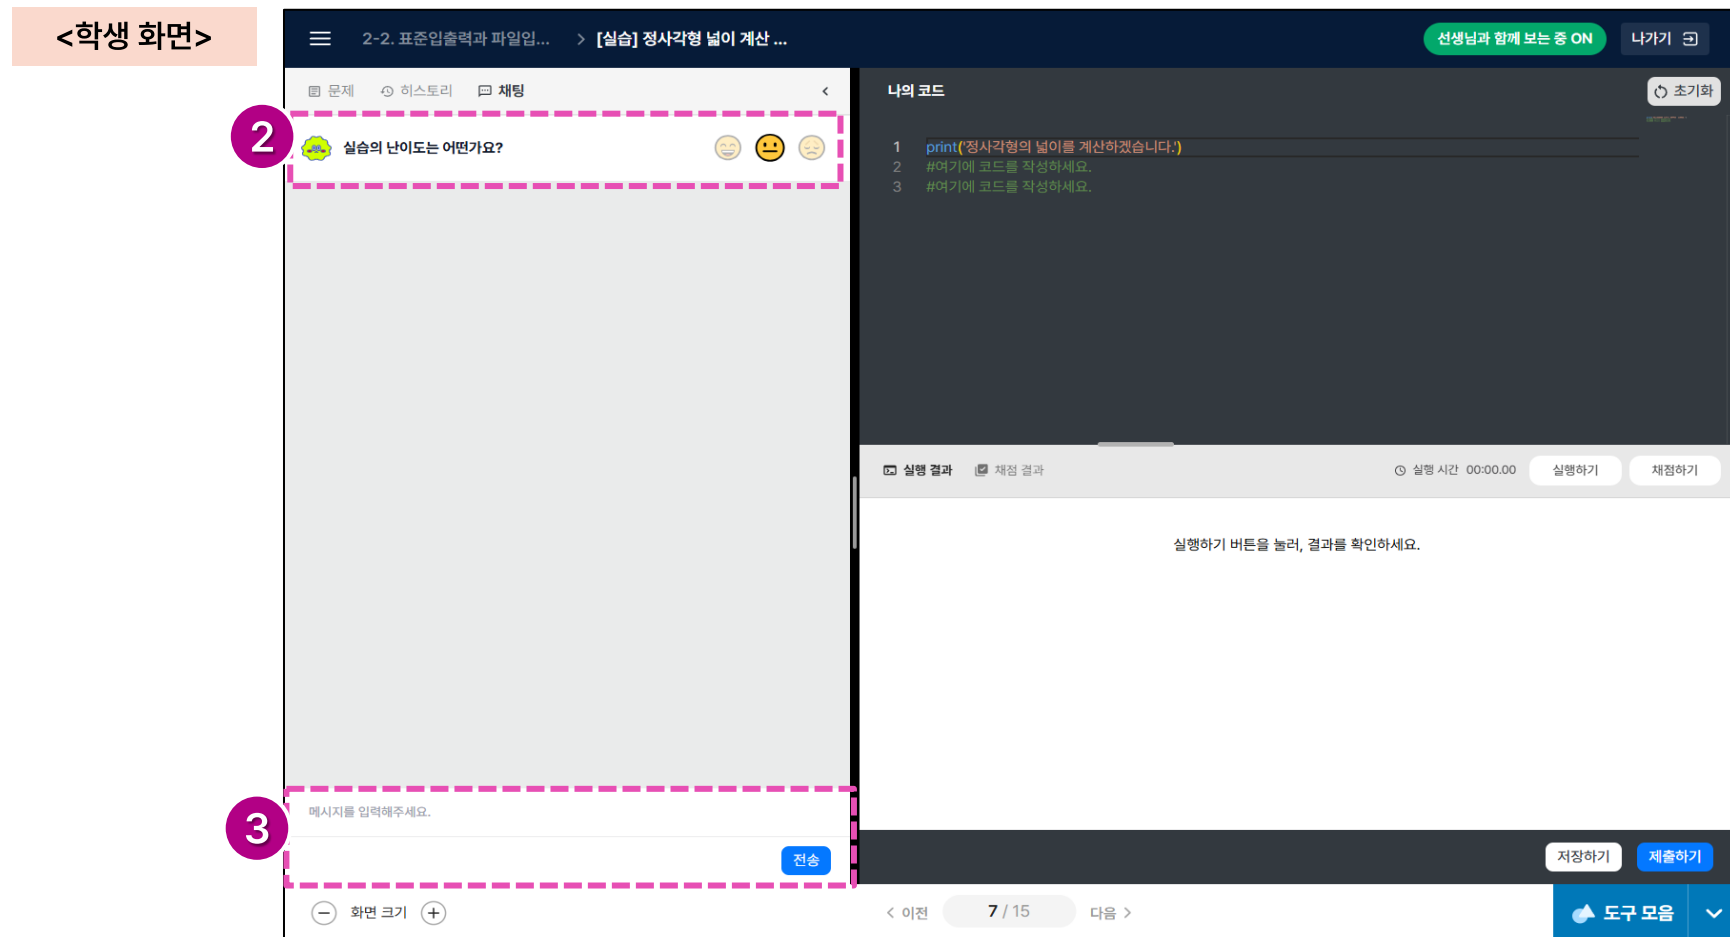 <학생 화면>
2-2. 표준입출력과 파일입... > [실습] 정사각형 넓이 계산 ...
선생님과 함께 보는 중 ON
나가기
문제 히스토리 채팅
2
실습의 난이도는 어떤가요?
메시지를 입력해주세요.
3
전송
화면 크기
나의 코드
초기화
1 print('정사각형의 넓이를 계산하겠습니다.')
2 #여기에 코드를 작성하세요.
3 #여기에 코드를 작성하세요.
실행 결과 채점 결과
실행 시간 00:00.00
실행하기
채점하기
실행하기 버튼을 눌러, 결과를 확인하세요.
저장하기
제출하기
< 이전 7 / 15 다음 >
도구 모음